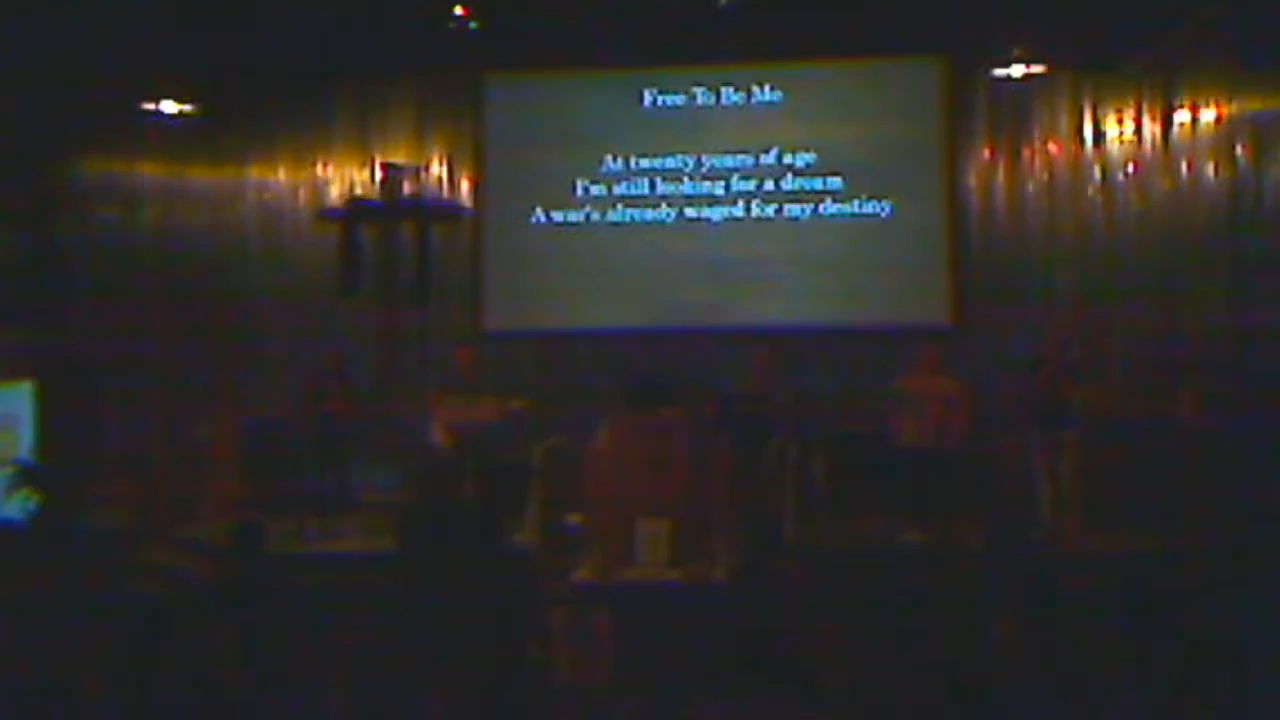 Free To Be Me
At twenty years of age
I'm still looking for a dream
A war's already waged for my destiny